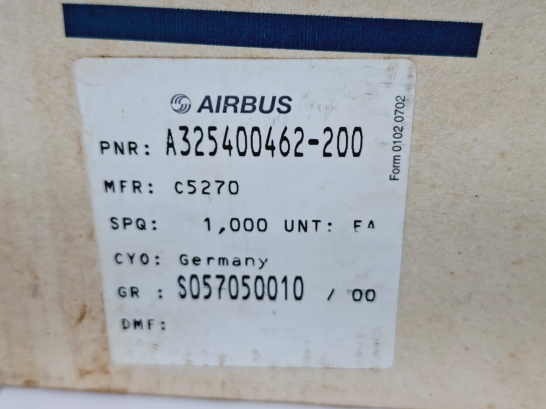 AIRBUS
PNR: A325400462-200
MFR: C5270
SPQ: 1,000 UNT: EA
CYO: Germany
GR : S057050010 / 00
DMF:
Form 0102.0702